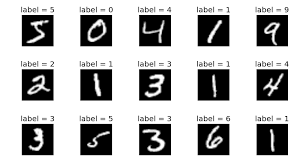 label = 5 label = 0 label = 4 label = 1 label = 9
5 0 4 1 9
label = 2 label = 1 label = 3 label = 1 label = 4
2 1 3 1 4
label = 3 label = 5 label = 3 label = 6 label = 1
3 5 3 6 1